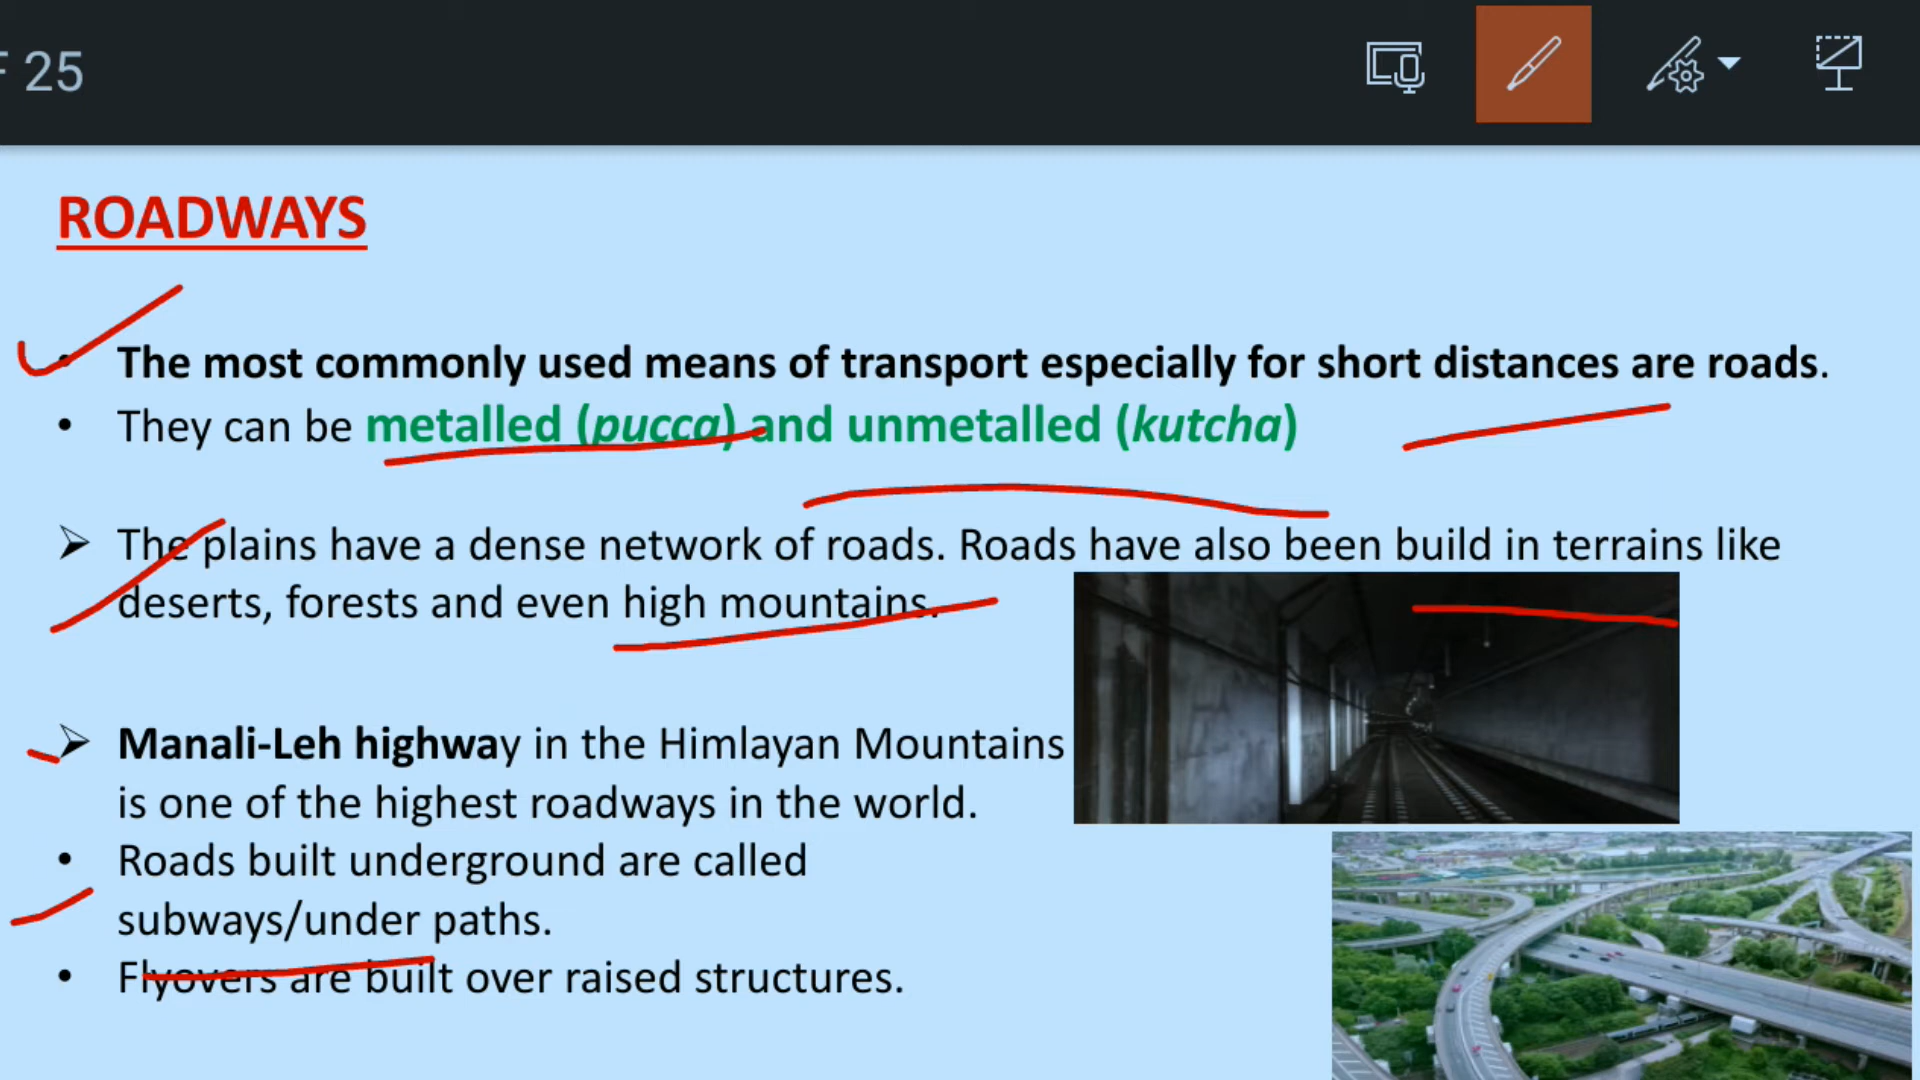 25
ROADWAYS
• The most commonly used means of transport especially for short distances are roads.
• They can be metalled (pucca) and unmetalled (kutcha)
➢ The plains have a dense network of roads. Roads have also been build in terrains like
deserts, forests and even high mountains.
➢ Manali-Leh highway in the Himlayan Mountains
is one of the highest roadways in the world.
• Roads built underground are called
subways/under paths.
• Flyovers are built over raised structures.